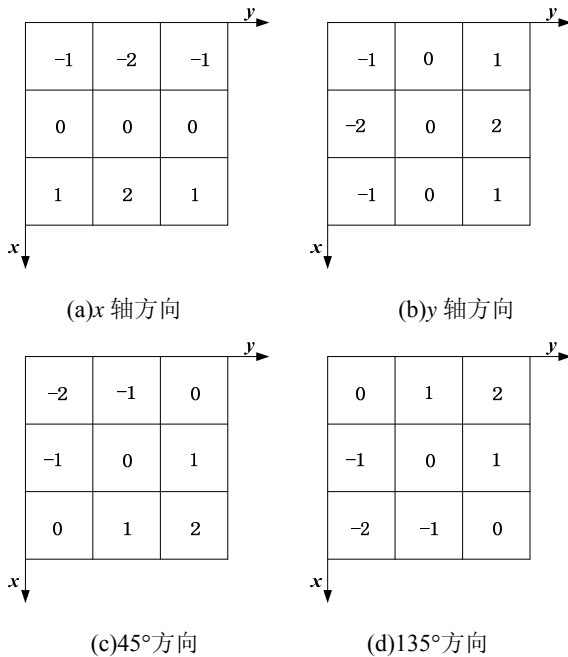 y y
-1 -2 -1 -1 0 1
0 0 0 -2 0 2
1 2 1 -1 0 1
x x
(a)x 轴方向 (b)y 轴方向
y y
-2 -1 0 0 1 2
-1 0 1 -1 0 1
0 1 2 -2 -1 0
x x
(c)45°方向 (d)135°方向